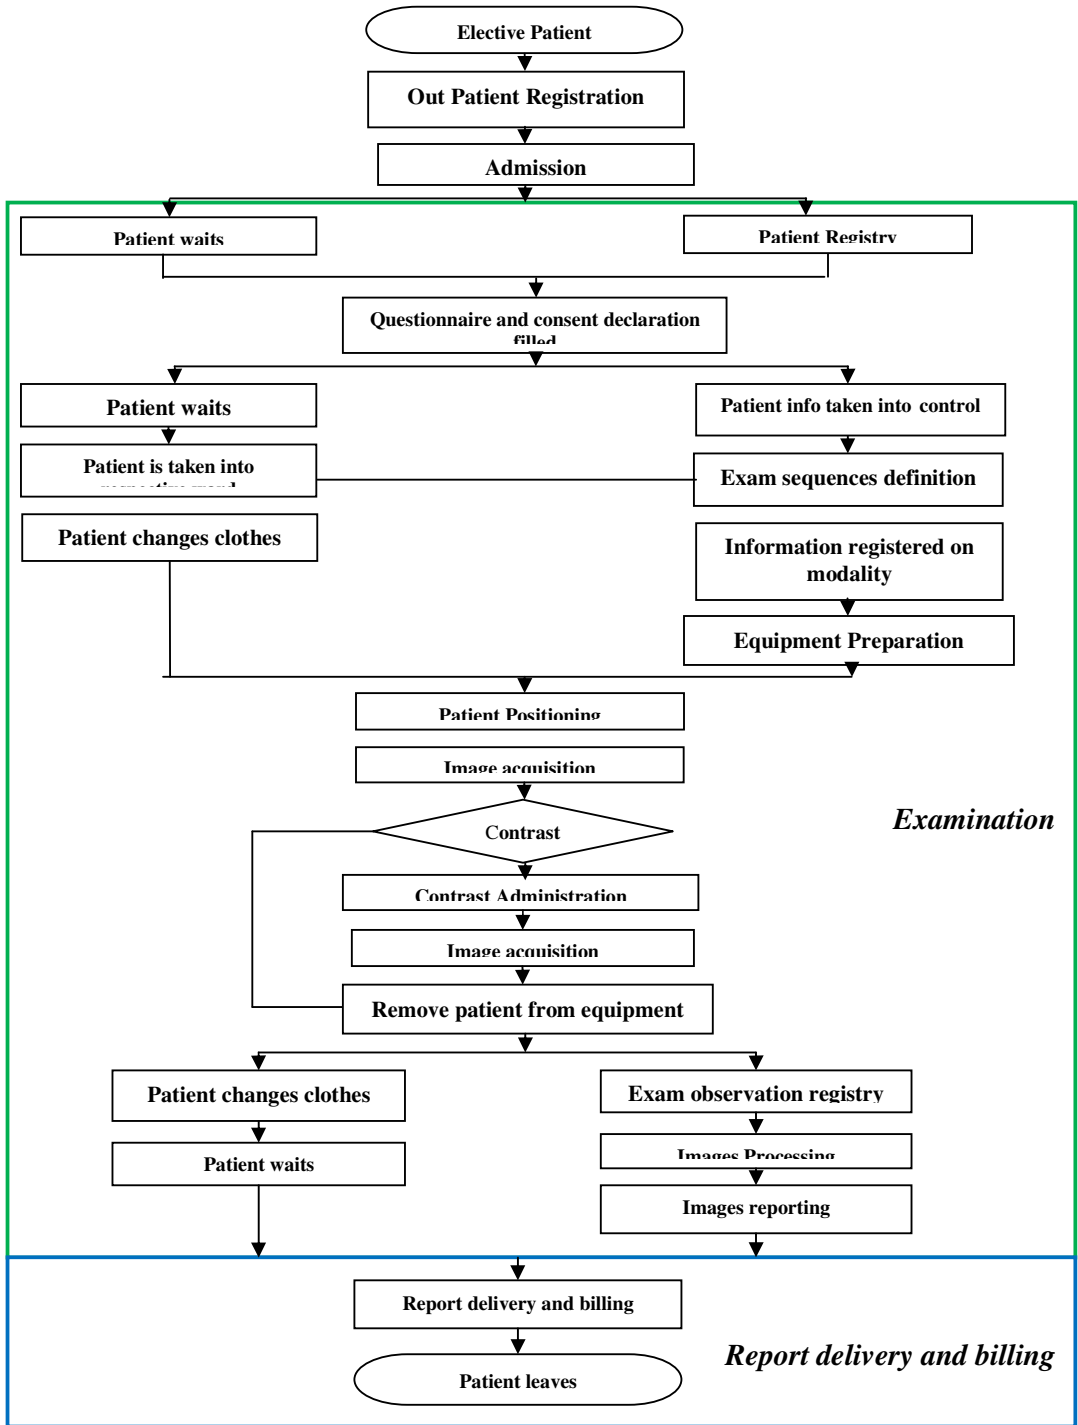 Elective Patient
Out Patient Registration
Admission
Patient waits
Patient Registry
Questionnaire and consent declaration
filled
Patient waits
Patient info taken into control
Patient is taken into
respective ward
Exam sequences definition
Patient changes clothes
Information registered on
modality
Equipment Preparation
Patient Positioning
Image acquisition
Examination
Contrast
Contrast Administration
Image acquisition
Remove patient from equipment
Patient changes clothes
Exam observation registry
Patient waits
Images Processing
Images reporting
Report delivery and billing
Report delivery and billing
Patient leaves